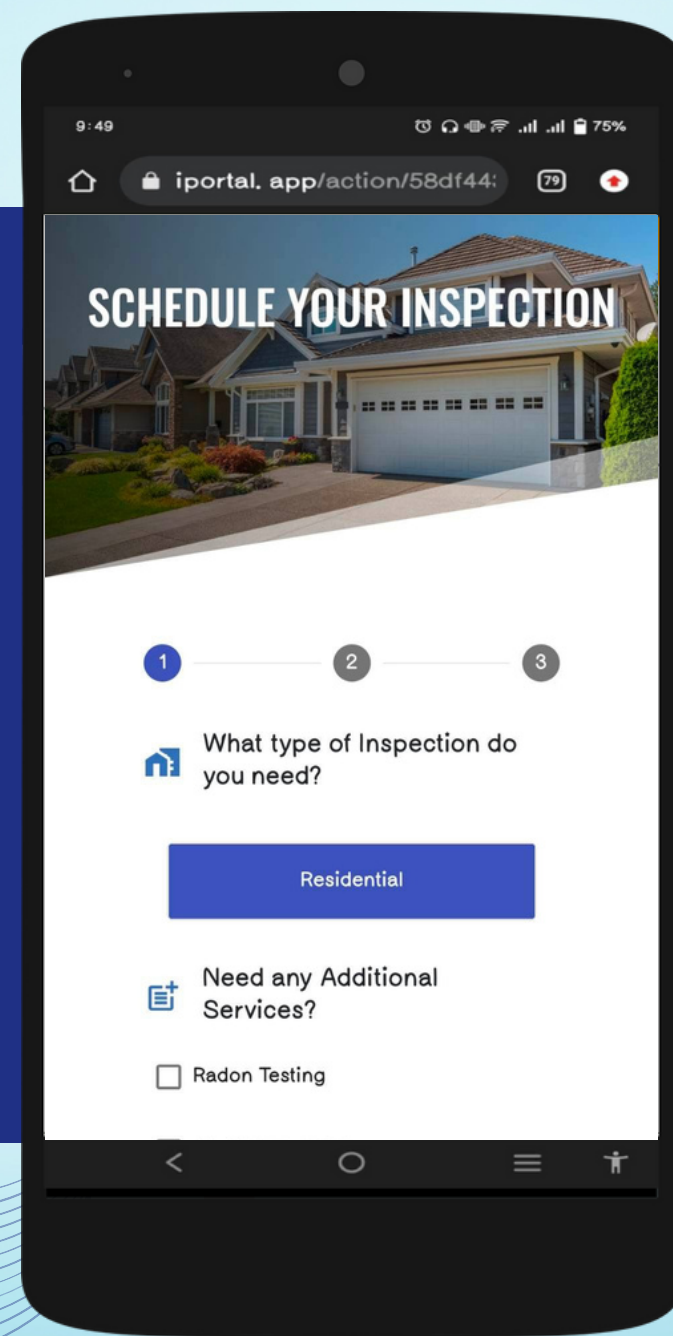 9:49
75%
iportal. app/action/58df443
79
SCHEDULE YOUR INSPECTION
1
2
3
What type of Inspection do
you need?
Residential
Need any Additional
Services?
Radon Testing